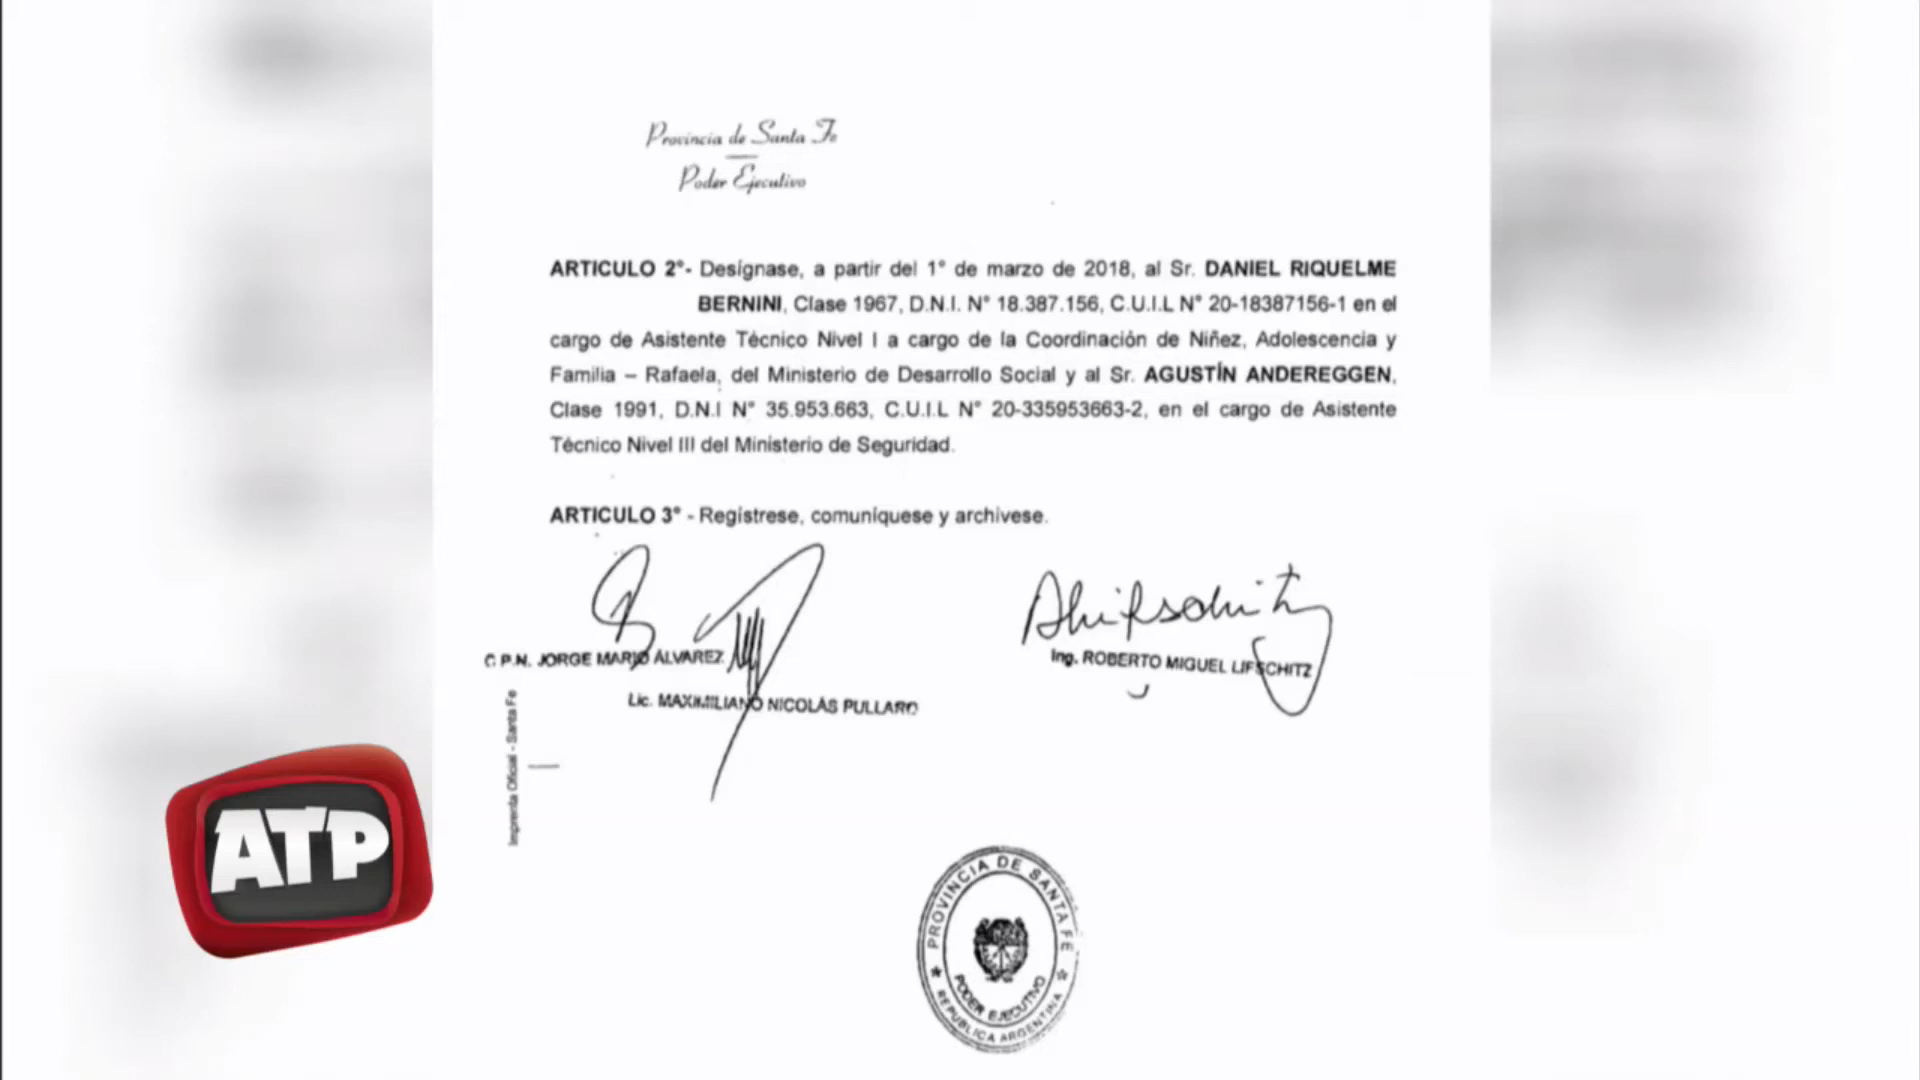 Provincia de Santa Fe
Poder Ejecutivo
ARTICULO 2°- Desígnase, a partir del 1° de marzo de 2018, al Sr. DANIEL RIQUELME
BERNINI, Clase 1967, D.N.I. N° 18.387.156, C.U.I.L N° 20-18387156-1 en el
cargo de Asistente Técnico Nivel I a cargo de la Coordinación de Niñez, Adolescencia y
Familia – Rafaela, del Ministerio de Desarrollo Social y al Sr. AGUSTÍN ANDEREGGEN,
Clase 1991, D.N.I N° 35.953.663, C.U.I.L N° 20-335953663-2, en el cargo de Asistente
Técnico Nivel III del Ministerio de Seguridad.
ARTICULO 3° - Regístrese, comuníquese y archívese.
C.P.N. JORGE MARIO ALVAREZ
Lic. MAXIMILIANO NICOLÁS PULLARO
Ing. ROBERTO MIGUEL LIFSCHITZ
Imprenta Oficial - Santa Fe
ATP
PROVINCIA DE SANTA FE
PODER EJECUTIVO
REPUBLICA ARGENTINA